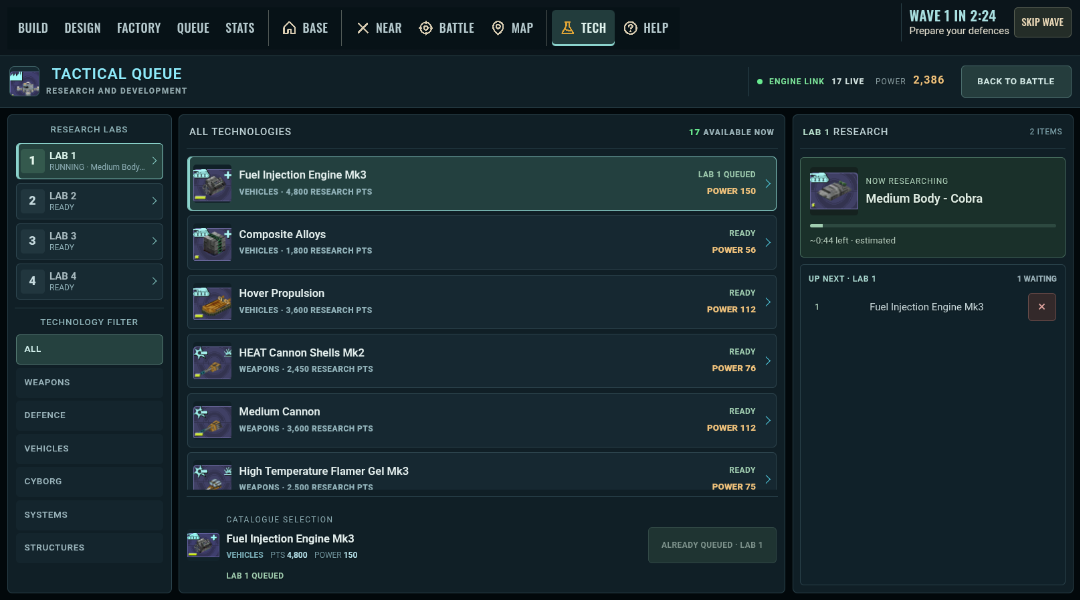 BUILD DESIGN FACTORY QUEUE STATS BASE NEAR BATTLE MAP TECH HELP
WAVE 1 IN 2:24
Prepare your defences
SKIP WAVE
TACTICAL QUEUE
RESEARCH AND DEVELOPMENT
ENGINE LINK 17 LIVE POWER 2,386
BACK TO BATTLE
RESEARCH LABS
1 LAB 1
RUNNING · Medium Body...
2 LAB 2
READY
3 LAB 3
READY
4 LAB 4
READY
TECHNOLOGY FILTER
ALL
WEAPONS
DEFENCE
VEHICLES
CYBORG
SYSTEMS
STRUCTURES
ALL TECHNOLOGIES 17 AVAILABLE NOW
Fuel Injection Engine Mk3
VEHICLES · 4,800 RESEARCH PTS
LAB 1 QUEUED
POWER 150
Composite Alloys
VEHICLES · 1,800 RESEARCH PTS
READY
POWER 56
Hover Propulsion
VEHICLES · 3,600 RESEARCH PTS
READY
POWER 112
HEAT Cannon Shells Mk2
WEAPONS · 2,450 RESEARCH PTS
READY
POWER 76
Medium Cannon
WEAPONS · 3,600 RESEARCH PTS
READY
POWER 112
High Temperature Flamer Gel Mk3
WEAPONS · 2,500 RESEARCH PTS
READY
POWER 75
CATALOGUE SELECTION
Fuel Injection Engine Mk3
VEHICLES PTS 4,800 POWER 150
LAB 1 QUEUED
ALREADY QUEUED · LAB 1
LAB 1 RESEARCH 2 ITEMS
NOW RESEARCHING
Medium Body - Cobra
~0:44 left · estimated
UP NEXT · LAB 1 1 WAITING
1 Fuel Injection Engine Mk3 ×